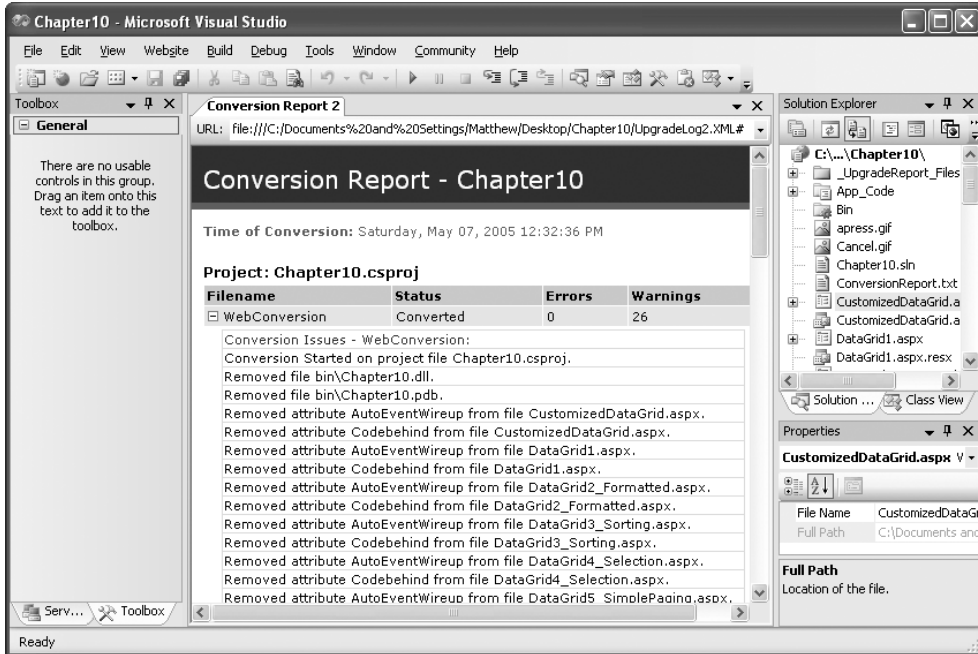 Chapter10 - Microsoft Visual Studio
File Edit View Website Build Debug Tools Window Community Help
Toolbox
General
There are no usable
controls in this group.
Drag an item onto this
text to add it to the
toolbox.
Serv... Toolbox
Conversion Report 2
URL: file:///C:/Documents%20and%20Settings/Matthew/Desktop/Chapter10/UpgradeLog2.XML#
Conversion Report - Chapter10
Time of Conversion: Saturday, May 07, 2005 12:32:36 PM
Project: Chapter10.csproj
Filename Status Errors Warnings
WebConversion Converted 0 26
Conversion Issues - WebConversion:
Conversion Started on project file Chapter10.csproj.
Removed file bin\Chapter10.dll.
Removed file bin\Chapter10.pdb.
Removed attribute AutoEventWireup from file CustomizedDataGrid.aspx.
Removed attribute Codebehind from file CustomizedDataGrid.aspx.
Removed attribute AutoEventWireup from file DataGrid1.aspx.
Removed attribute Codebehind from file DataGrid1.aspx.
Removed attribute AutoEventWireup from file DataGrid2_Formatted.aspx.
Removed attribute Codebehind from file DataGrid2_Formatted.aspx.
Removed attribute AutoEventWireup from file DataGrid3_Sorting.aspx.
Removed attribute Codebehind from file DataGrid3_Sorting.aspx.
Removed attribute AutoEventWireup from file DataGrid4_Selection.aspx.
Removed attribute Codebehind from file DataGrid4_Selection.aspx.
Removed attribute AutoEventWireup from file DataGrid5_SimplePaging.aspx.
Solution Explorer
C:\...\Chapter10\
_UpgradeReport_Files
App_Code
Bin
apress.gif
Cancel.gif
Chapter10.sln
ConversionReport.txt
CustomizedDataGrid.a
CustomizedDataGrid.a
DataGrid1.aspx
DataGrid1.aspx.resx
Solution ... Class View
Properties
CustomizedDataGrid.aspx V
File Name CustomizedDataGr
Full Path C:\Documents and
Full Path
Location of the file.
Ready